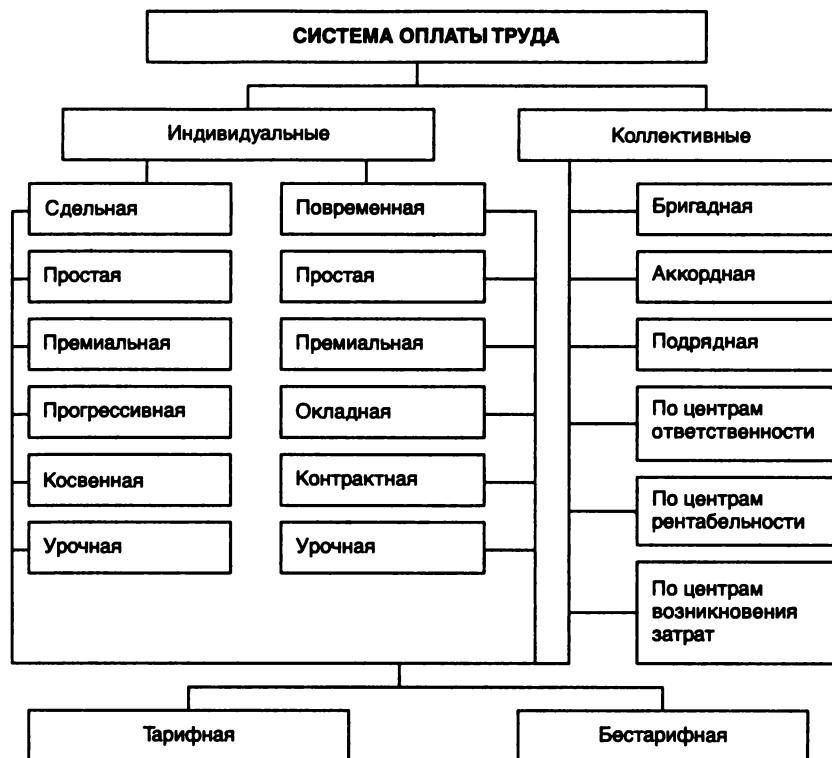 СИСТЕМА ОПЛАТЫ ТРУДА
Индивидуальные
Коллективные
Сдельная
Простая
Премиальная
Прогрессивная
Косвенная
Урочная
Повременная
Простая
Премиальная
Окладная
Контрактная
Урочная
Бригадная
Аккордная
Подрядная
По центрам
ответственности
По центрам
рентабельности
По центрам
возникновения
затрат
Тарифная
Бестарифная